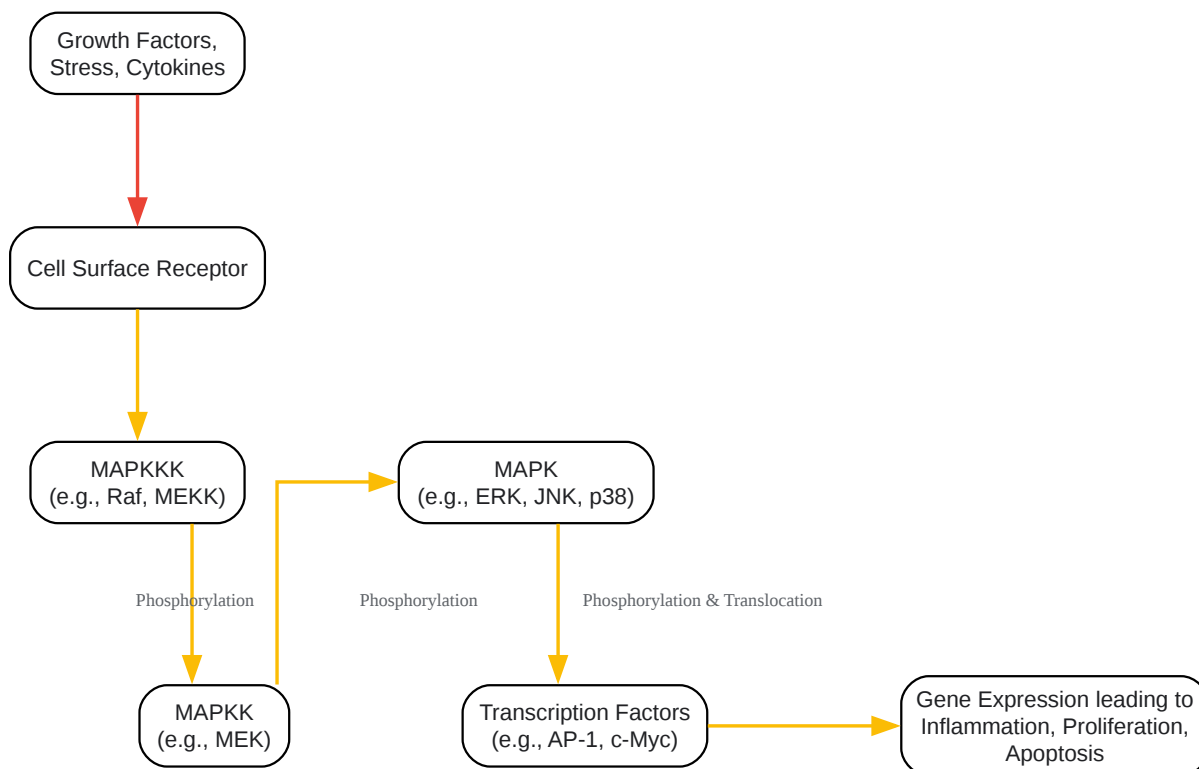 Growth Factors,
Stress, Cytokines
Cell Surface Receptor
MAPKKK
(e.g., Raf, MEKK)
MAPK
(e.g., ERK, JNK, p38)
Phosphorylation
Phosphorylation
Phosphorylation & Translocation
MAPKK
(e.g., MEK)
Transcription Factors
(e.g., AP-1, c-Myc)
Gene Expression leading to
Inflammation, Proliferation,
Apoptosis